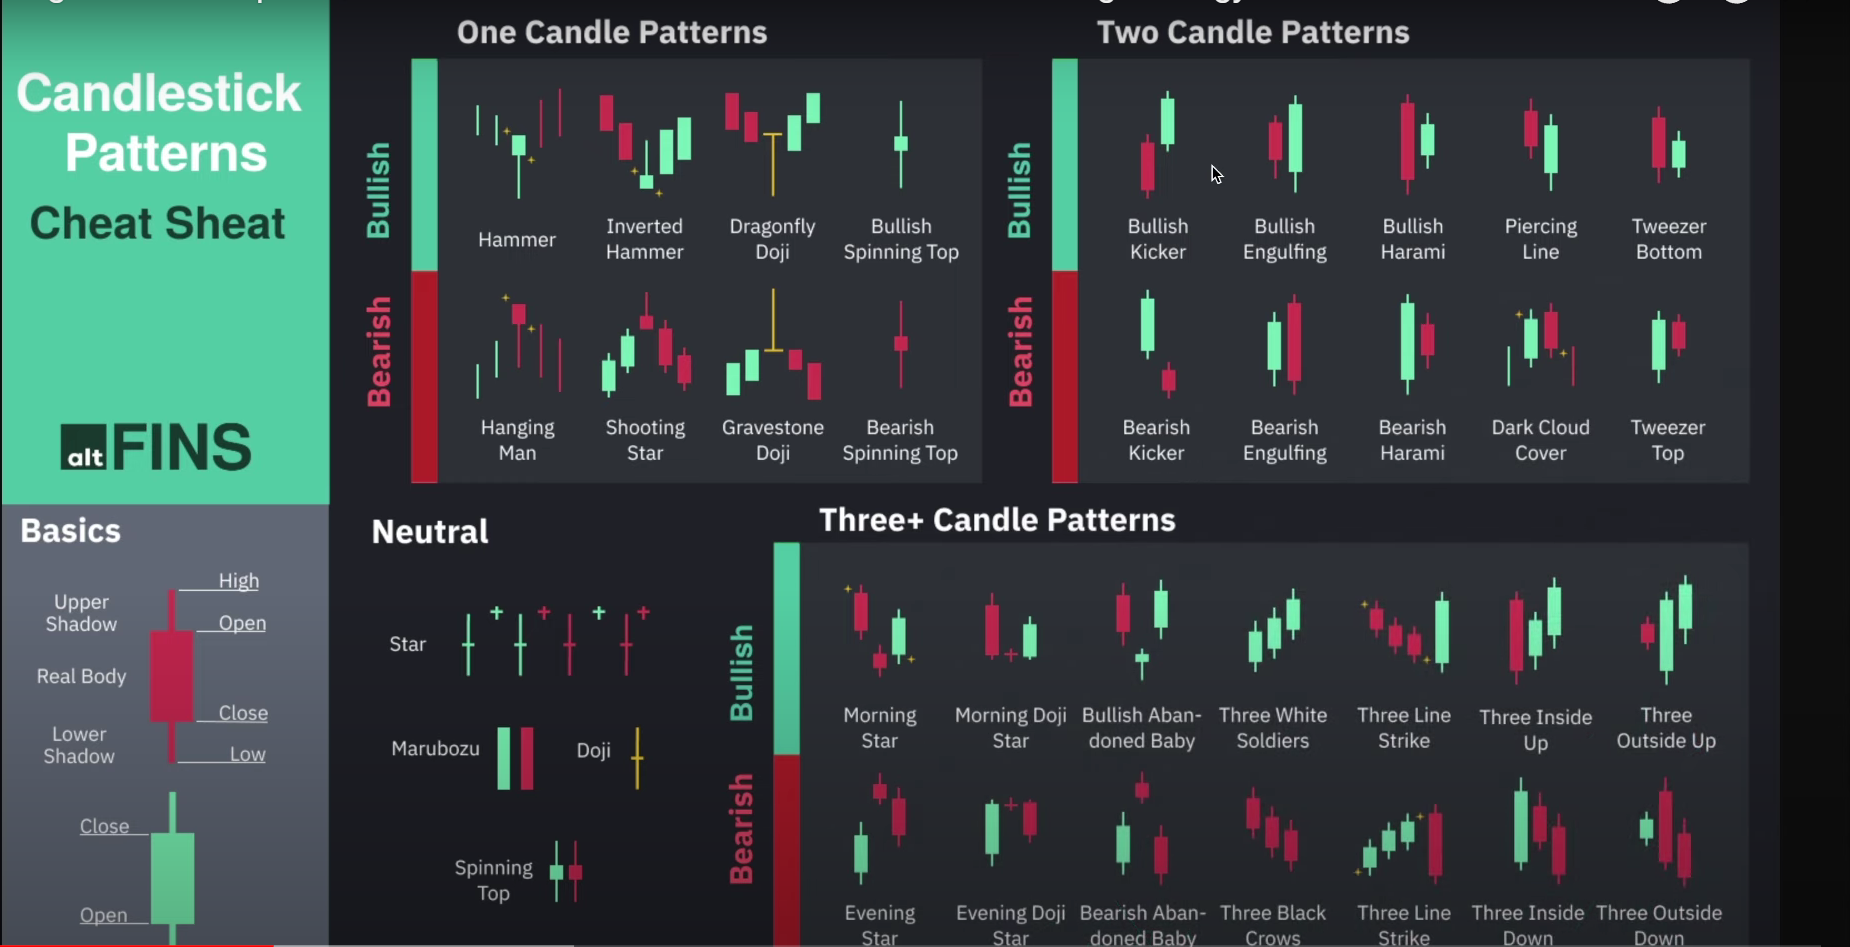 Candlestick
Patterns
Cheat Sheat
alt FINS
One Candle Patterns
Bullish
Hammer
Inverted
Hammer
Dragonfly
Doji
Bullish
Spinning Top
Bearish
Hanging
Man
Shooting
Star
Gravestone
Doji
Bearish
Spinning Top
Two Candle Patterns
Bullish
Bullish
Kicker
Bullish
Engulfing
Bullish
Harami
Piercing
Line
Tweezer
Bottom
Bearish
Bearish
Kicker
Bearish
Engulfing
Bearish
Harami
Dark Cloud
Cover
Tweezer
Top
Basics
High
Upper
Shadow
Open
Real Body
Close
Lower
Shadow
Low
Close
Open
Neutral
Star
Marubozu
Doji
Spinning
Top
Three+ Candle Patterns
Bullish
Morning
Star
Morning Doji
Star
Bullish Aban-
doned Baby
Three White
Soldiers
Three Line
Strike
Three Inside
Up
Three
Outside Up
Bearish
Evening
Star
Evening Doji
Star
Bearish Aban-
doned Baby
Three Black
Crows
Three Line
Strike
Three Inside
Down
Three Outside
Down